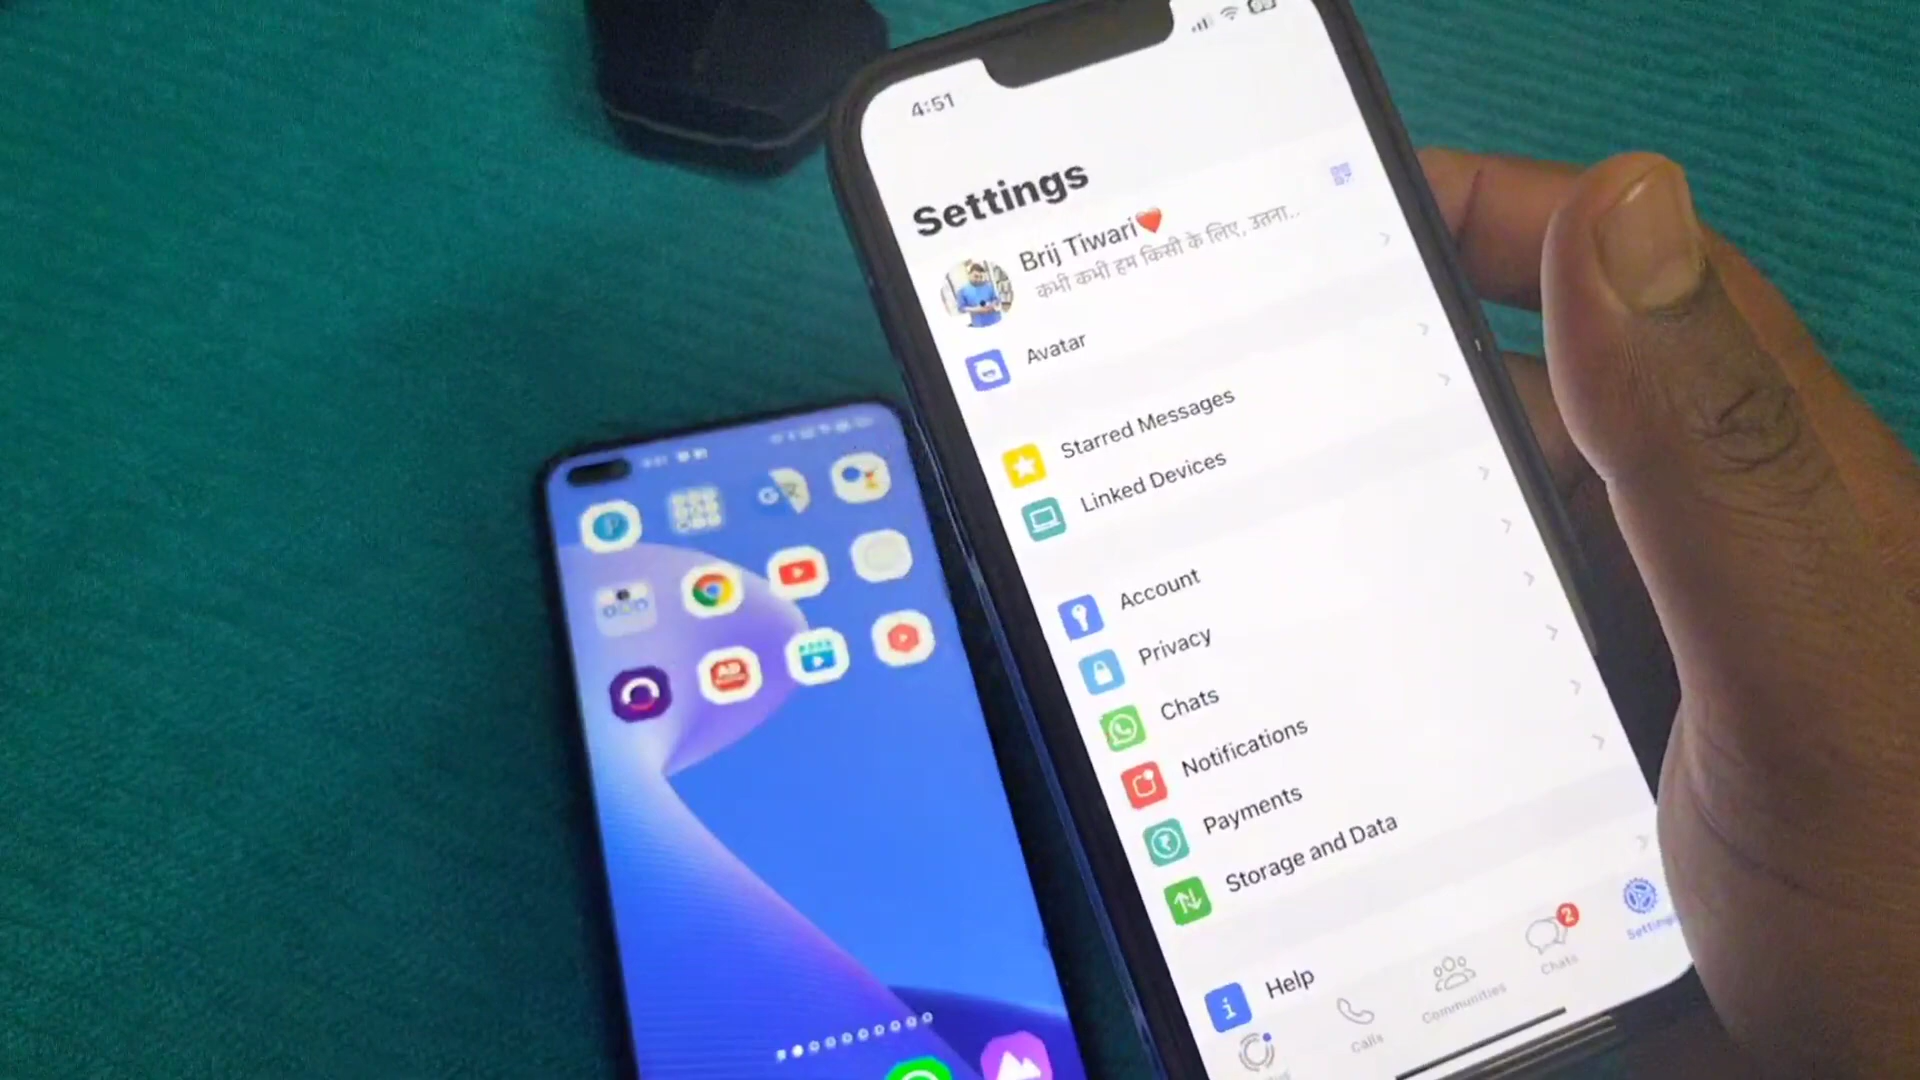 4:51
Settings
Brij Tiwari❤️
कभी कभी हम किसी के लिए, उतना..
Avatar
Starred Messages
Linked Devices
Account
Privacy
Chats
Notifications
Payments
Storage and Data
Help
Calls
Communities
Chats
2
Settings